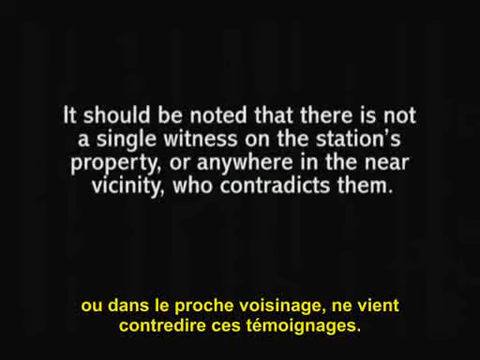 It should be noted that there is not
a single witness on the station's
property, or anywhere in the near
vicinity, who contradicts them.
ou dans le proche voisinage, ne vient
contredire ces témoignages.